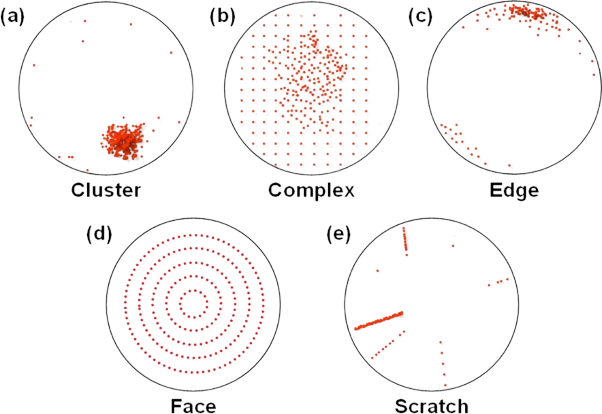 (a)
(b)
(c)
Cluster
Complex
Edge
(d)
(e)
Face
Scratch